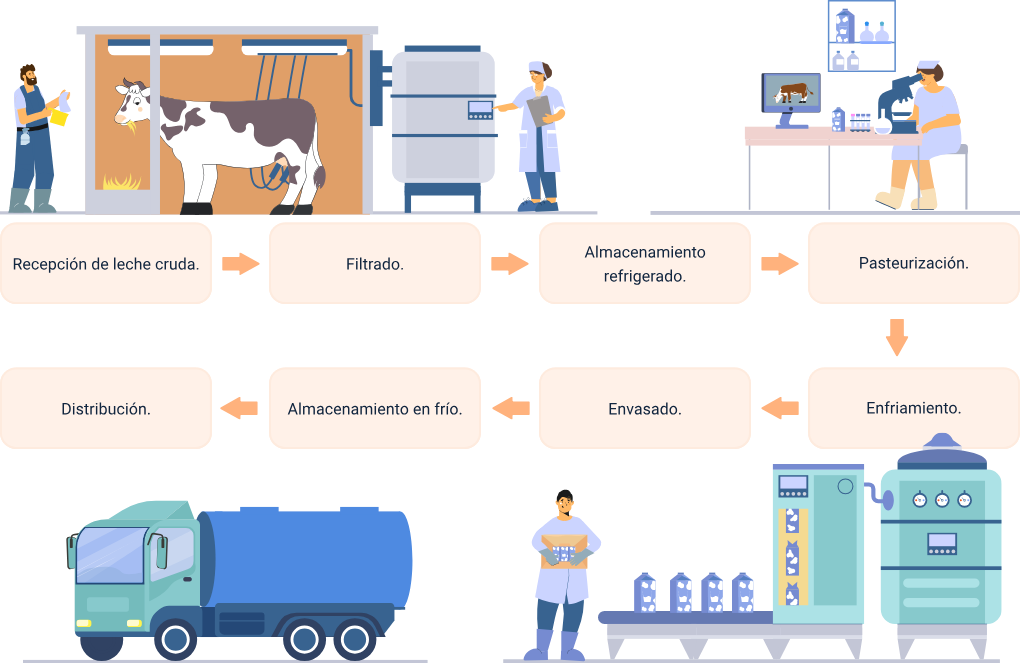 Recepción de leche cruda.
Filtrado.
Almacenamiento
refrigerado.
Pasteurización.
Enfriamiento.
Envasado.
Almacenamiento en frío.
Distribución.